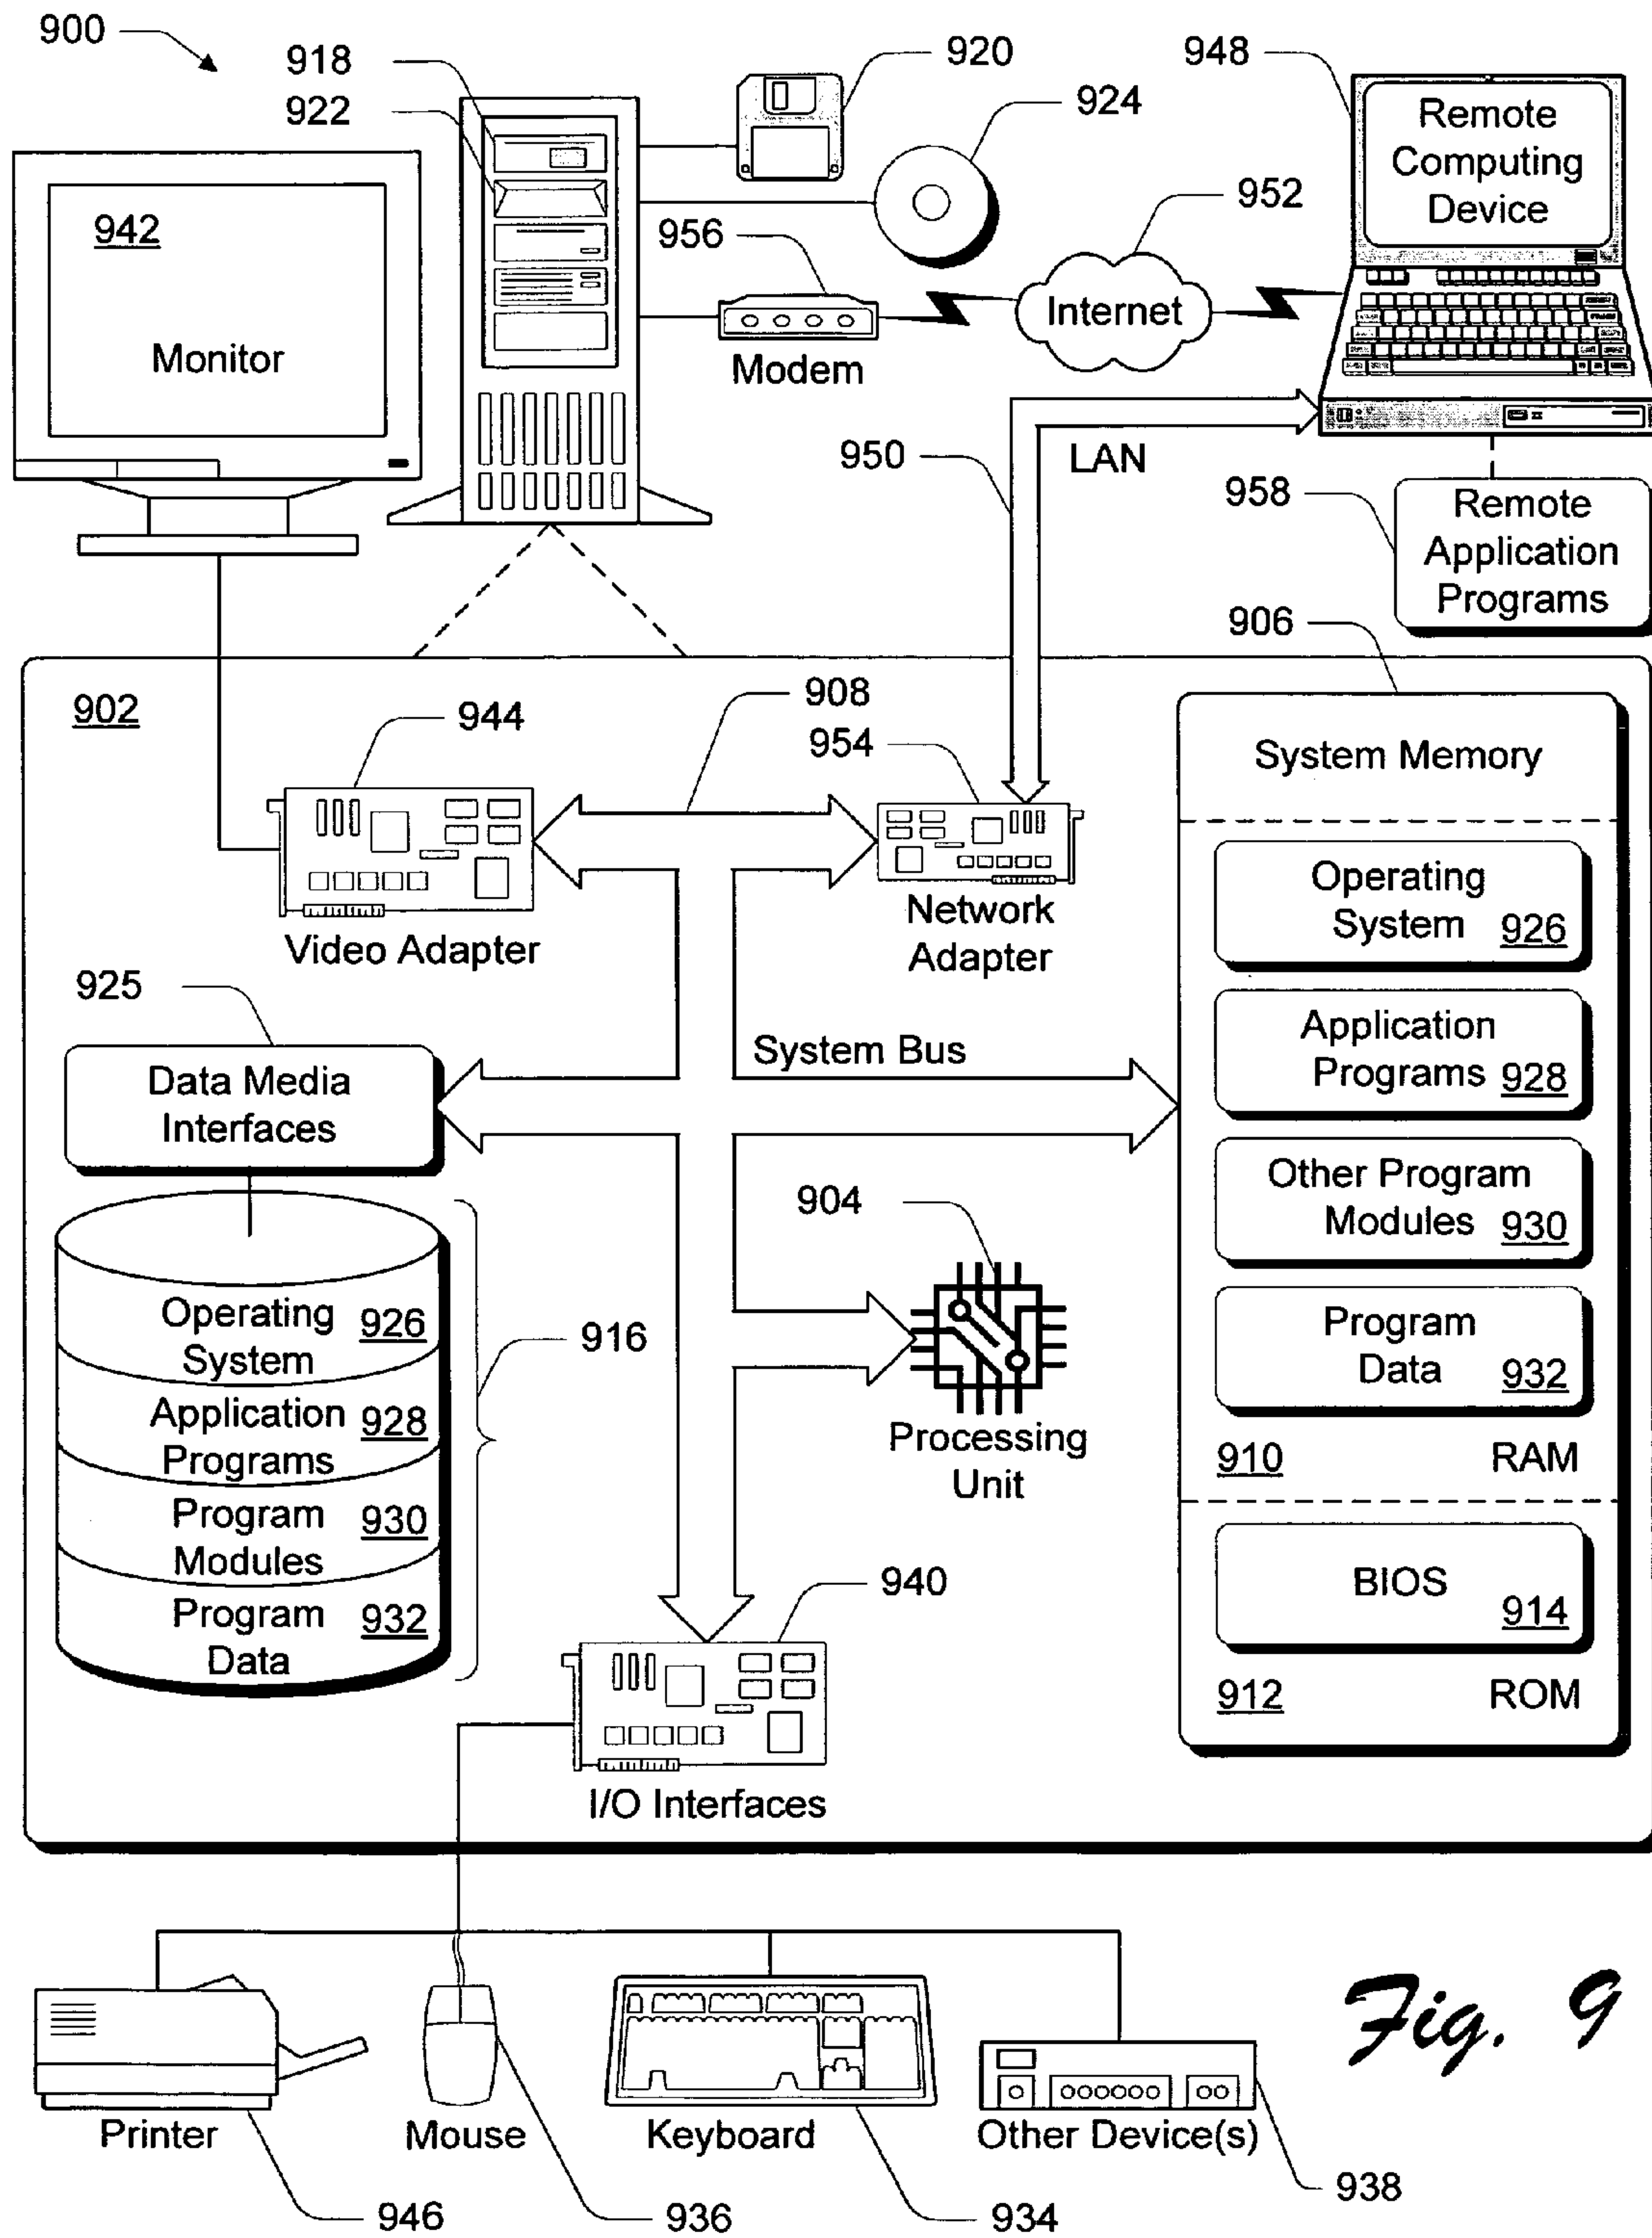 900
918
922
920
924
948
Remote
Computing
Device
942
Monitor
956
Modem
952
Internet
950
LAN
958
Remote
Application
Programs
906
902
944
908
954
Video Adapter
Network
Adapter
System Memory
Operating
System 926
Application
Programs 928
Other Program
Modules 930
Program
Data 932
910 RAM
BIOS
914
912 ROM
925
Data Media
Interfaces
System Bus
904
Processing
Unit
Operating
System 926
Application
Programs 928
Program
Modules 930
Program
Data 932
916
940
I/O Interfaces
Printer
Mouse
Keyboard
Other Device(s)
946
936
934
938
Fig. 9